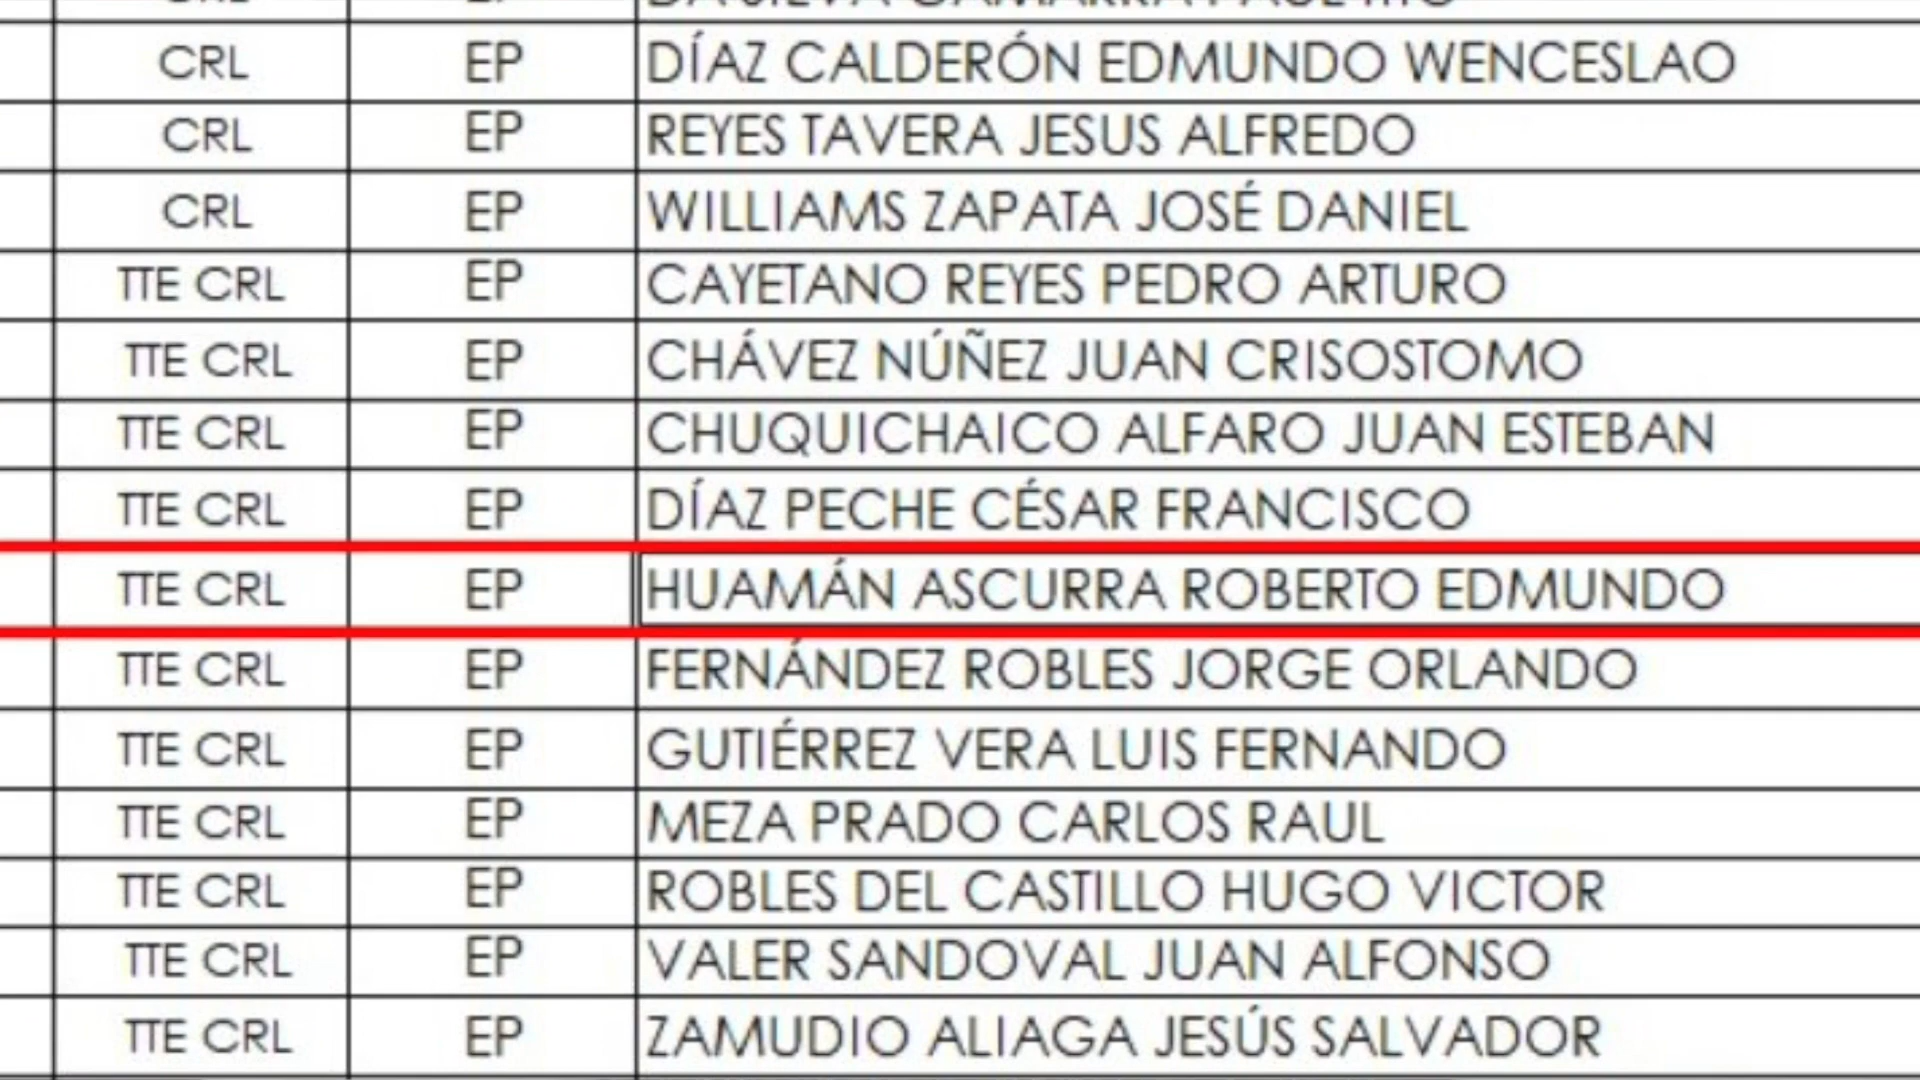 CRL EP DÍAZ CALDERÓN EDMUNDO WENCESLAO
CRL EP REYES TAVERA JESUS ALFREDO
CRL EP WILLIAMS ZAPATA JOSÉ DANIEL
TTE CRL EP CAYETANO REYES PEDRO ARTURO
TTE CRL EP CHÁVEZ NÚÑEZ JUAN CRISOSTOMO
TTE CRL EP CHUQUICHAICO ALFARO JUAN ESTEBAN
TTE CRL EP DÍAZ PECHE CÉSAR FRANCISCO
TTE CRL EP HUAMÁN ASCURRA ROBERTO EDMUNDO
TTE CRL EP FERNÁNDEZ ROBLES JORGE ORLANDO
TTE CRL EP GUTIÉRREZ VERA LUIS FERNANDO
TTE CRL EP MEZA PRADO CARLOS RAUL
TTE CRL EP ROBLES DEL CASTILLO HUGO VICTOR
TTE CRL EP VALER SANDOVAL JUAN ALFONSO
TTE CRL EP ZAMUDIO ALIAGA JESÚS SALVADOR